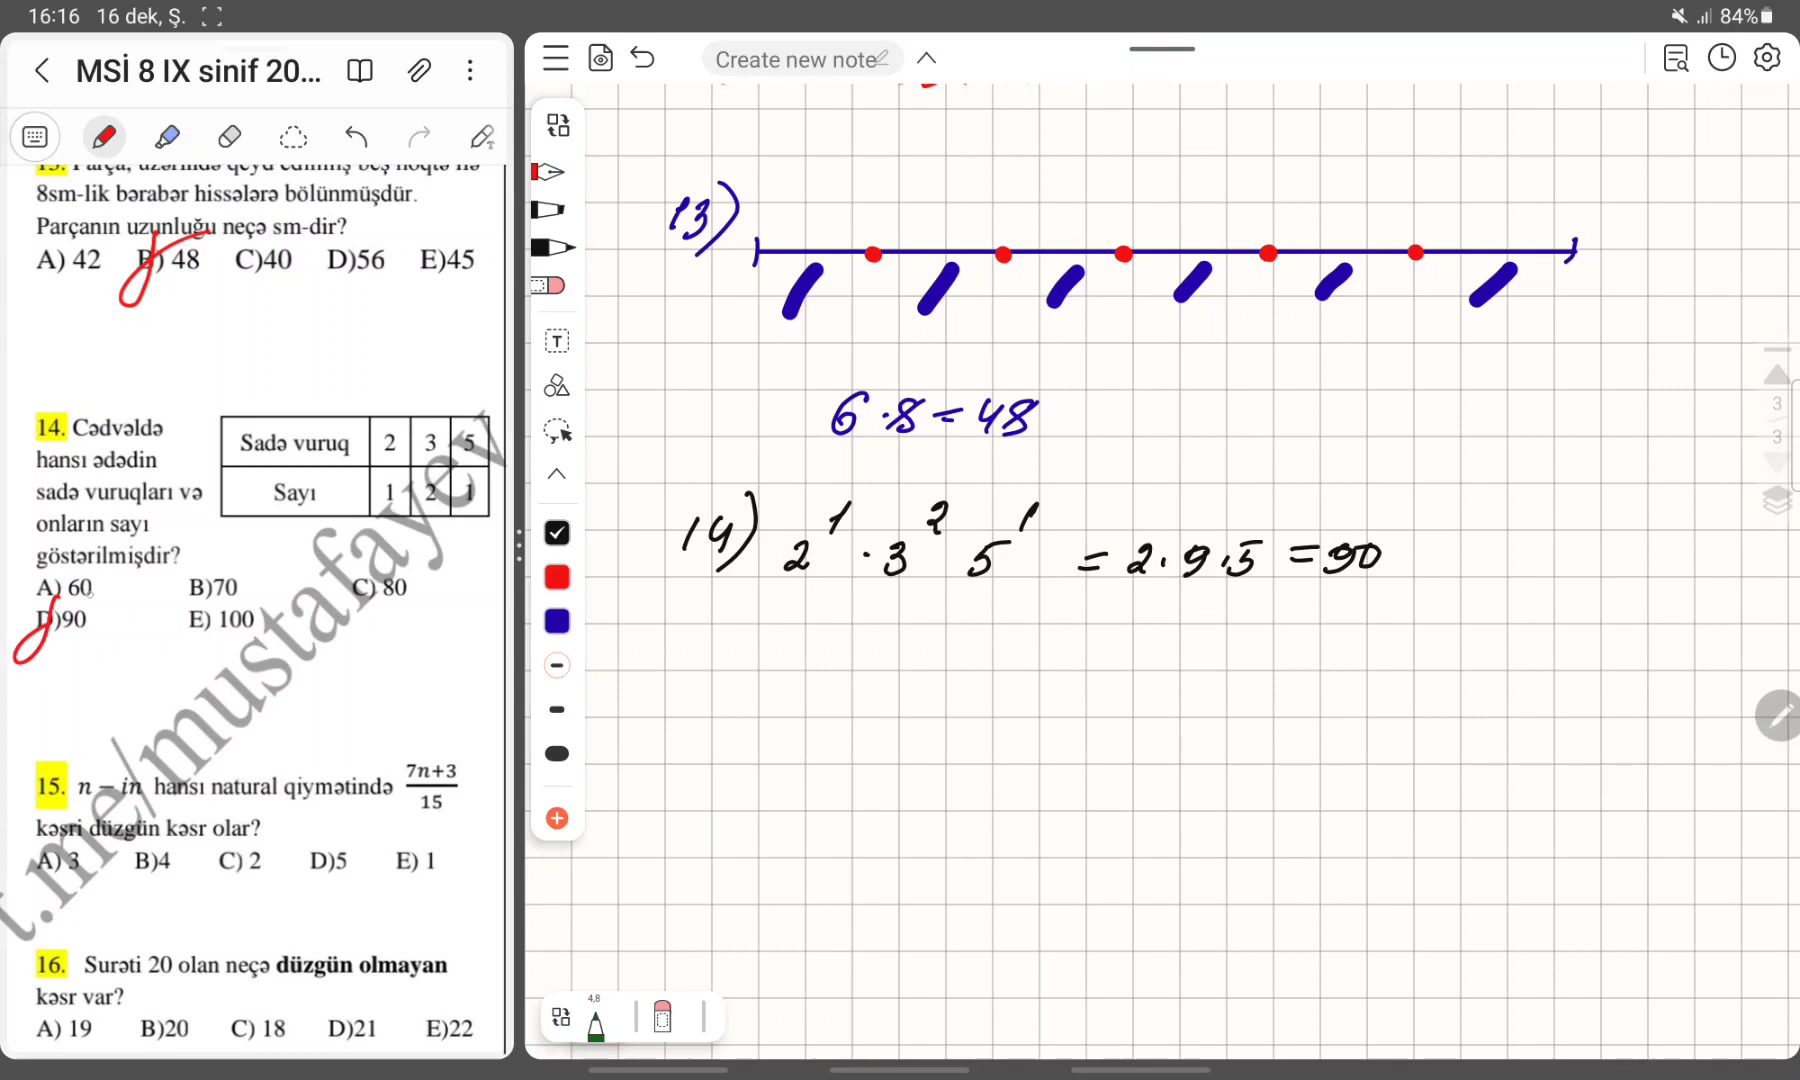 16:16 16 dek, Ş. 84%
MSİ 8 IX sinif 20...
Create new note
8sm-lik bərabər hissələrə bölünmüşdür.
Parçanın uzunluğu neçə sm-dir?
A) 42 B) 48 C)40 D)56 E)45
14. Cədvəldə
hansı ədədin
sadə vuruqları və
onların sayı
göstərilmişdir?
Sadə vuruq 2 3 5
Sayı 1 2 1
A) 60 B)70 C) 80
D)90 E) 100
15. n – in hansı natural qiymətində 7n+3/15
kəsri düzgün kəsr olar?
A) 3 B)4 C) 2 D)5 E) 1
16. Surəti 20 olan neçə düzgün olmayan
kəsr var?
A) 19 B)20 C) 18 D)21 E)22
t.me/mustafayev
13)
6·8=48
14) 2¹·3² 5¹ =2·9·5 =90
3
3
T
4,8